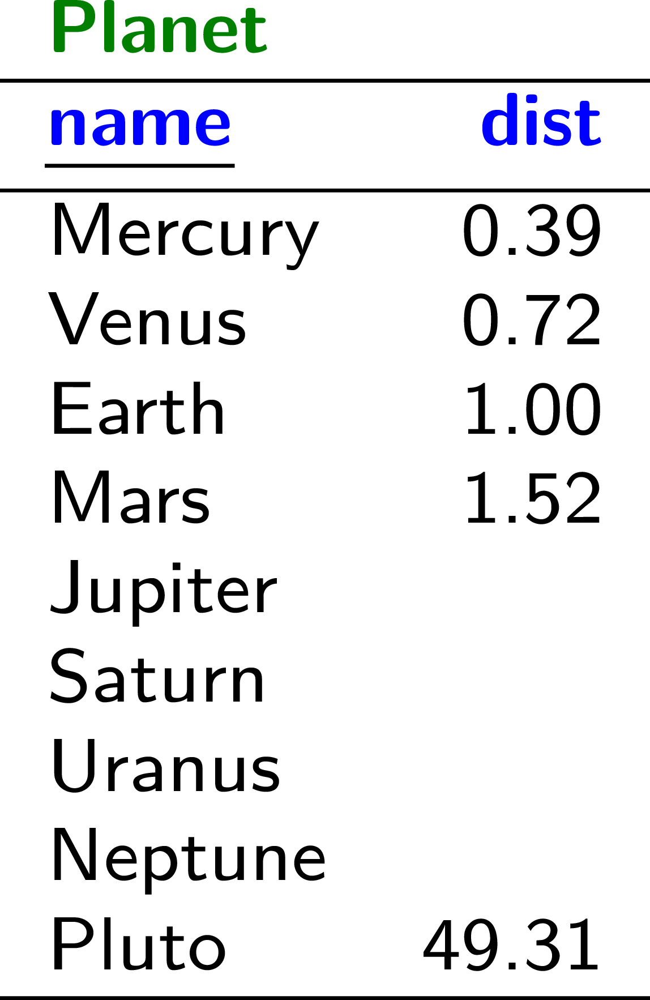 Planet
name dist
Mercury 0.39
Venus 0.72
Earth 1.00
Mars 1.52
Jupiter
Saturn
Uranus
Neptune
Pluto 49.31